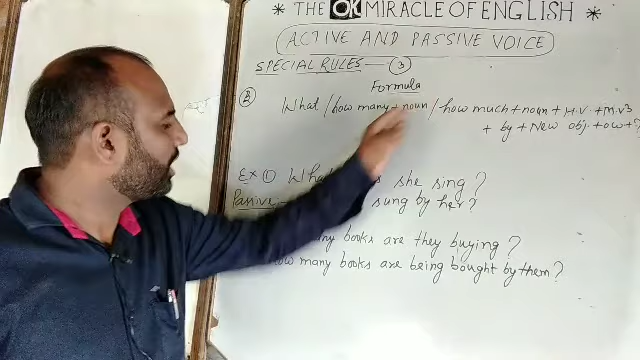 * THE OK MIRACLE OF ENGLISH *
ACTIVE AND PASSIVE VOICE
SPECIAL RULES — 3
Formula
B What / how many + noun / how much + noun + H.V + M.V3
+ by + New obj. + ow + ?
Ex 1 she sing?
Passive sung by her?
many books are they buying?
How many books are being bought by them?